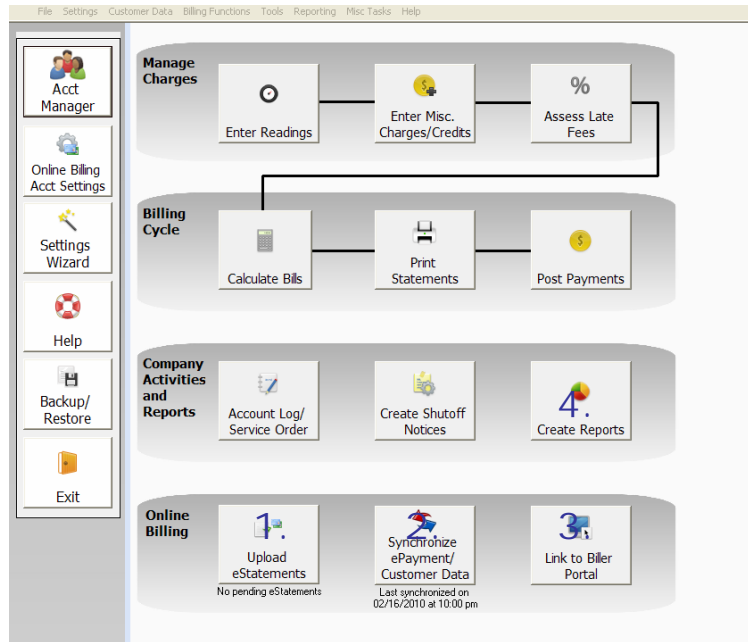 File Settings Customer Data Billing Functions Tools Reporting Misc Tasks Help
Acct
Manager
Online Billing
Acct Settings
Settings
Wizard
Help
Backup/
Restore
Exit
Manage
Charges
Enter Readings
Enter Misc.
Charges/Credits
%
Assess Late
Fees
Billing
Cycle
Calculate Bills
Print
Statements
$
Post Payments
Company
Activities
and
Reports
Account Log/
Service Order
Create Shutoff
Notices
4.
Create Reports
Online
Billing
1.
Upload
eStatements
No pending eStatements
2.
Synchronize
ePayment/
Customer Data
Last synchronized on
02/16/2010 at 10:00 pm
3.
Link to Biller
Portal